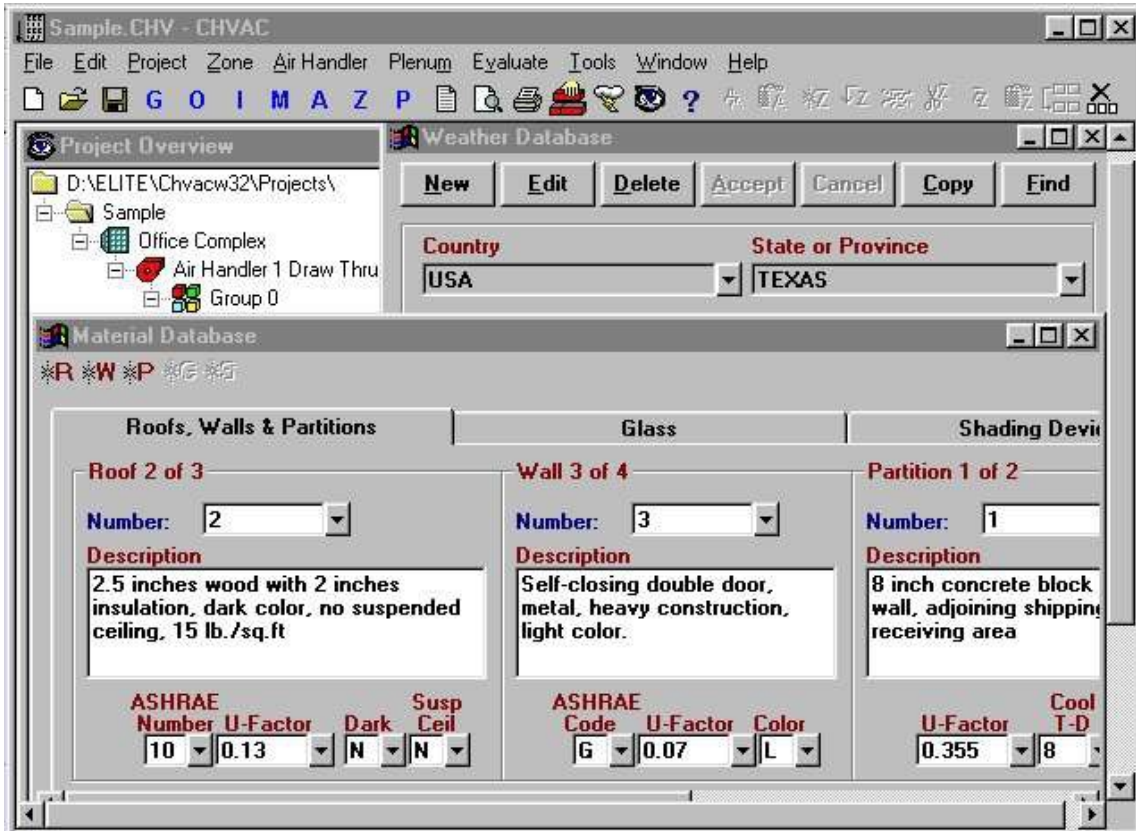 Sample.CHV - CHVAC
File Edit Project Zone Air Handler Plenum Evaluate Tools Window Help
G O I M A Z P ?
Project Overview
D:\ELITE\Chvacw32\Projects\
Sample
Office Complex
Air Handler 1 Draw Thru
Group 0
Weather Database
New Edit Delete Accept Cancel Copy Find
Country State or Province
USA TEXAS
Material Database
R W P G S
Roofs, Walls & Partitions Glass Shading Devic
Roof 2 of 3
Number: 2
Description
2.5 inches wood with 2 inches
insulation, dark color, no suspended
ceiling, 15 lb./sq.ft
ASHRAE Susp
Number U-Factor Dark Ceil
10 0.13 N N
Wall 3 of 4
Number: 3
Description
Self-closing double door,
metal, heavy construction,
light color.
ASHRAE
Code U-Factor Color
G 0.07 L
Partition 1 of 2
Number: 1
Description
8 inch concrete block
wall, adjoining shipping
receiving area
Cool
U-Factor T-D
0.355 8